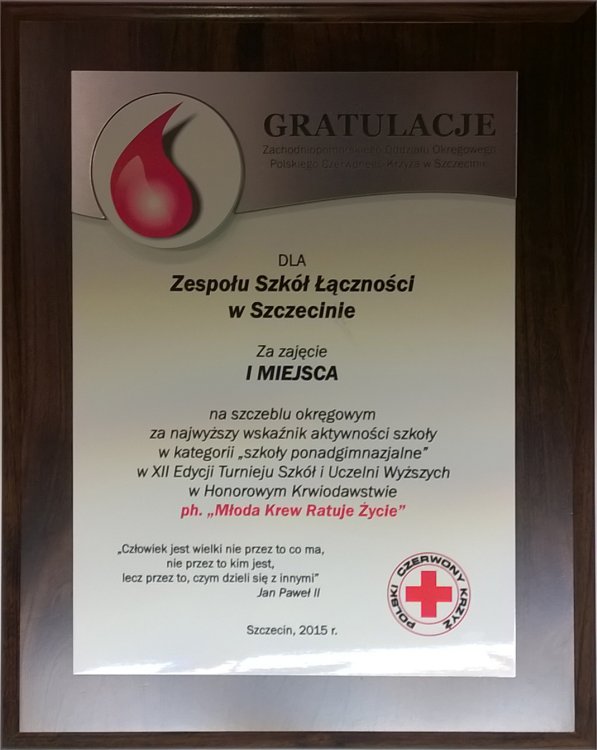 GRATULACJE
Zachodniopomorskiego Oddziału Okręgowego
Polskiego Czerwonego Krzyża w Szczecinie
DLA
Zespołu Szkół Łączności
w Szczecinie
Za zajęcie
I MIEJSCA
na szczeblu okręgowym
za najwyższy wskaźnik aktywności szkoły
w kategorii „szkoły ponadgimnazjalne”
w XII Edycji Turnieju Szkół i Uczelni Wyższych
w Honorowym Krwiodawstwie
ph. „Młoda Krew Ratuje Życie”
„Człowiek jest wielki nie przez to co ma,
nie przez to kim jest,
lecz przez to, czym dzieli się z innymi”
Jan Paweł II
POLSKI CZERWONY KRZYŻ
Szczecin, 2015 r.